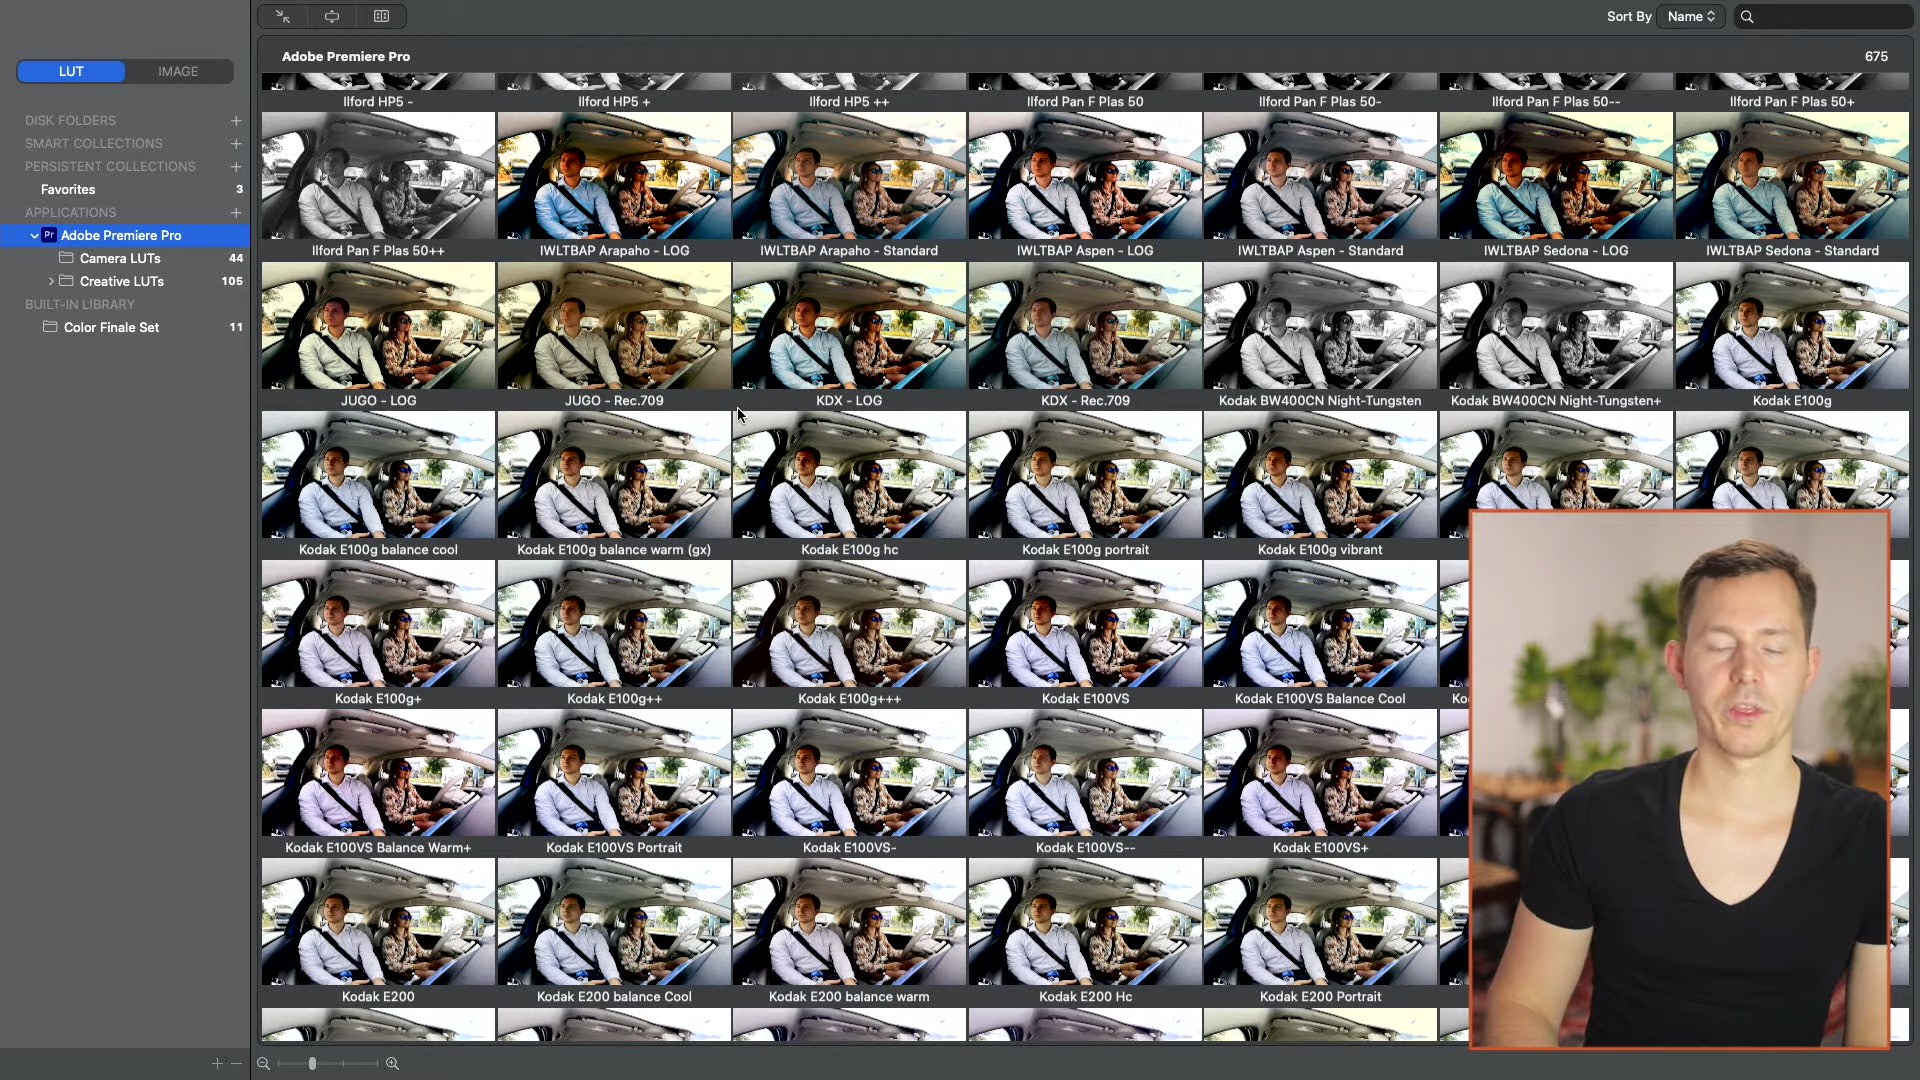 Sort By Name
LUT IMAGE
Adobe Premiere Pro 675
DISK FOLDERS
SMART COLLECTIONS
PERSISTENT COLLECTIONS
Favorites 3
APPLICATIONS
Pr Adobe Premiere Pro
Camera LUTs 44
Creative LUTs 105
BUILT-IN LIBRARY
Color Finale Set 11
Ilford HP5 - Ilford HP5 + Ilford HP5 ++ Ilford Pan F Plas 50 Ilford Pan F Plas 50- Ilford Pan F Plas 50-- Ilford Pan F Plas 50+
Ilford Pan F Plas 50++ IWLTBAP Arapaho - LOG IWLTBAP Arapaho - Standard IWLTBAP Aspen - LOG IWLTBAP Aspen - Standard IWLTBAP Sedona - LOG IWLTBAP Sedona - Standard
JUGO - LOG JUGO - Rec.709 KDX - LOG KDX - Rec.709 Kodak BW400CN Night-Tungsten Kodak BW400CN Night-Tungsten+ Kodak E100g
Kodak E100g balance cool Kodak E100g balance warm (gx) Kodak E100g hc Kodak E100g portrait Kodak E100g vibrant
Kodak E100g+ Kodak E100g++ Kodak E100g+++ Kodak E100VS Kodak E100VS Balance Cool Ko
Kodak E100VS Balance Warm+ Kodak E100VS Portrait Kodak E100VS- Kodak E100VS-- Kodak E100VS+
Kodak E200 Kodak E200 balance Cool Kodak E200 balance warm Kodak E200 Hc Kodak E200 Portrait